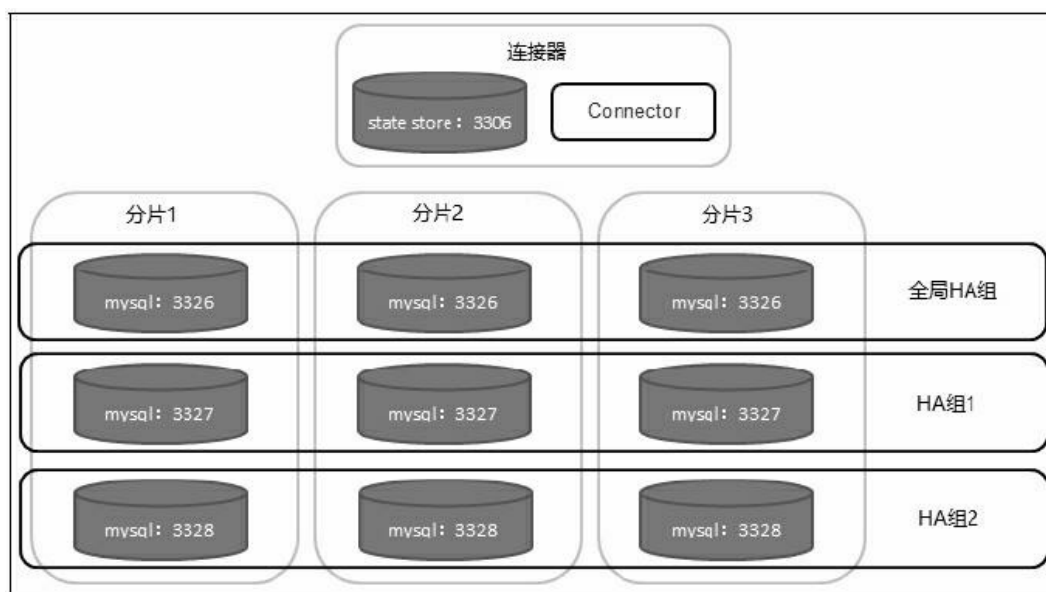 连接器
state store：3306
Connector
分片1
分片2
分片3
mysql：3326
mysql：3326
mysql：3326
全局HA组
mysql：3327
mysql：3327
mysql：3327
HA组1
mysql：3328
mysql：3328
mysql：3328
HA组2